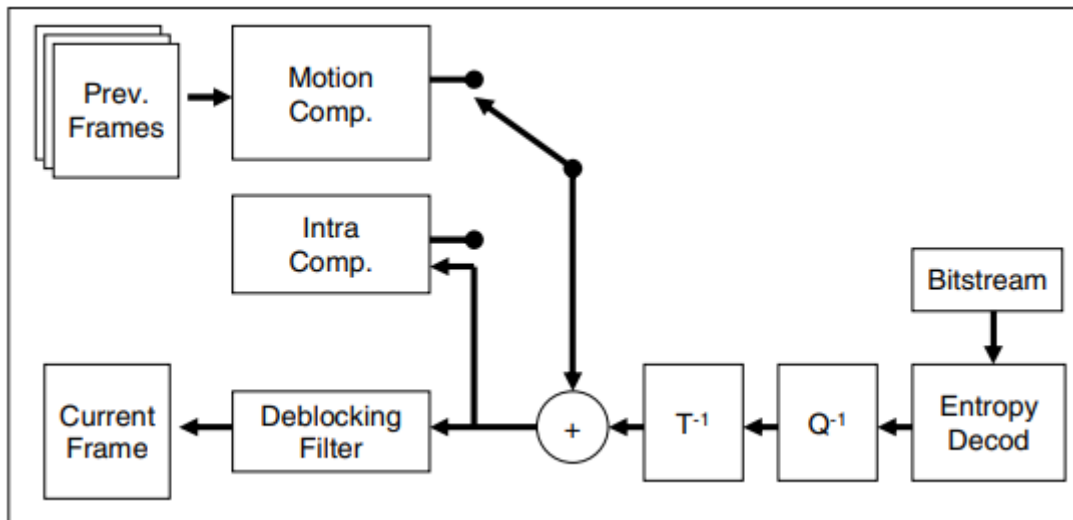 Prev.
Frames
Motion
Comp.
Intra
Comp.
Bitstream
Current
Frame
Deblocking
Filter
+
T-1
Q-1
Entropy
Decod